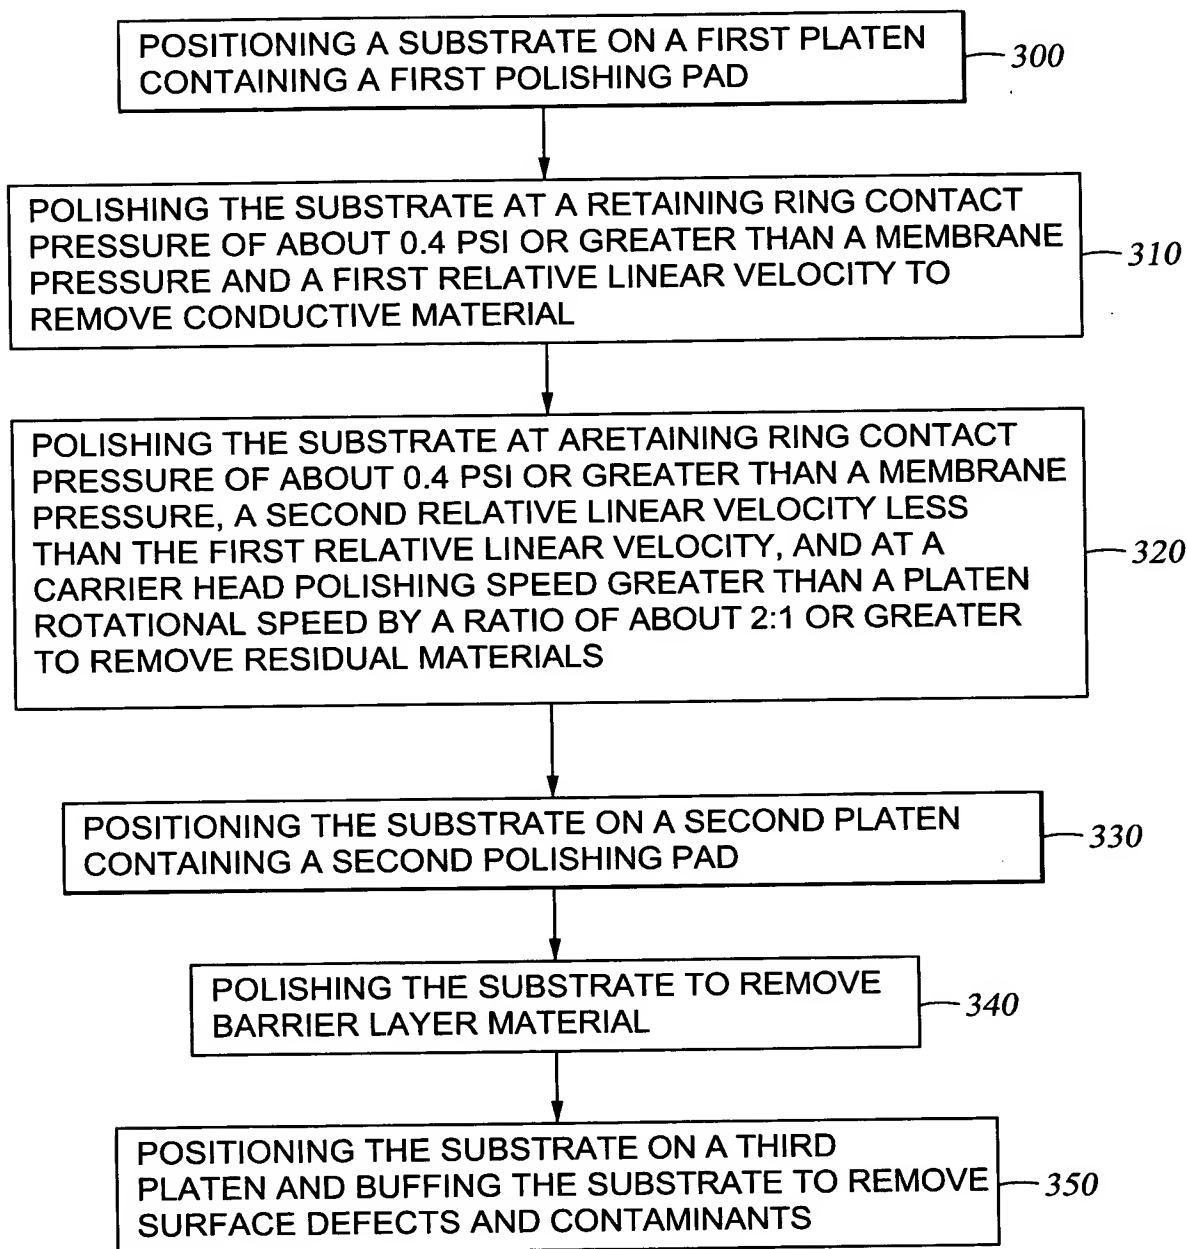 POSITIONING A SUBSTRATE ON A FIRST PLATEN
CONTAINING A FIRST POLISHING PAD
300
POLISHING THE SUBSTRATE AT A RETAINING RING CONTACT
PRESSURE OF ABOUT 0.4 PSI OR GREATER THAN A MEMBRANE
PRESSURE AND A FIRST RELATIVE LINEAR VELOCITY TO
REMOVE CONDUCTIVE MATERIAL
310
POLISHING THE SUBSTRATE AT ARETAINING RING CONTACT
PRESSURE OF ABOUT 0.4 PSI OR GREATER THAN A MEMBRANE
PRESSURE, A SECOND RELATIVE LINEAR VELOCITY LESS
THAN THE FIRST RELATIVE LINEAR VELOCITY, AND AT A
CARRIER HEAD POLISHING SPEED GREATER THAN A PLATEN
ROTATIONAL SPEED BY A RATIO OF ABOUT 2:1 OR GREATER
TO REMOVE RESIDUAL MATERIALS
320
POSITIONING THE SUBSTRATE ON A SECOND PLATEN
CONTAINING A SECOND POLISHING PAD
330
POLISHING THE SUBSTRATE TO REMOVE
BARRIER LAYER MATERIAL
340
POSITIONING THE SUBSTRATE ON A THIRD
PLATEN AND BUFFING THE SUBSTRATE TO REMOVE
SURFACE DEFECTS AND CONTAMINANTS
350